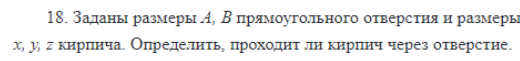 18. Заданы размеры A, B прямоугольного отверстия и размеры
x, y, z кирпича. Определить, проходит ли кирпич через отверстие.